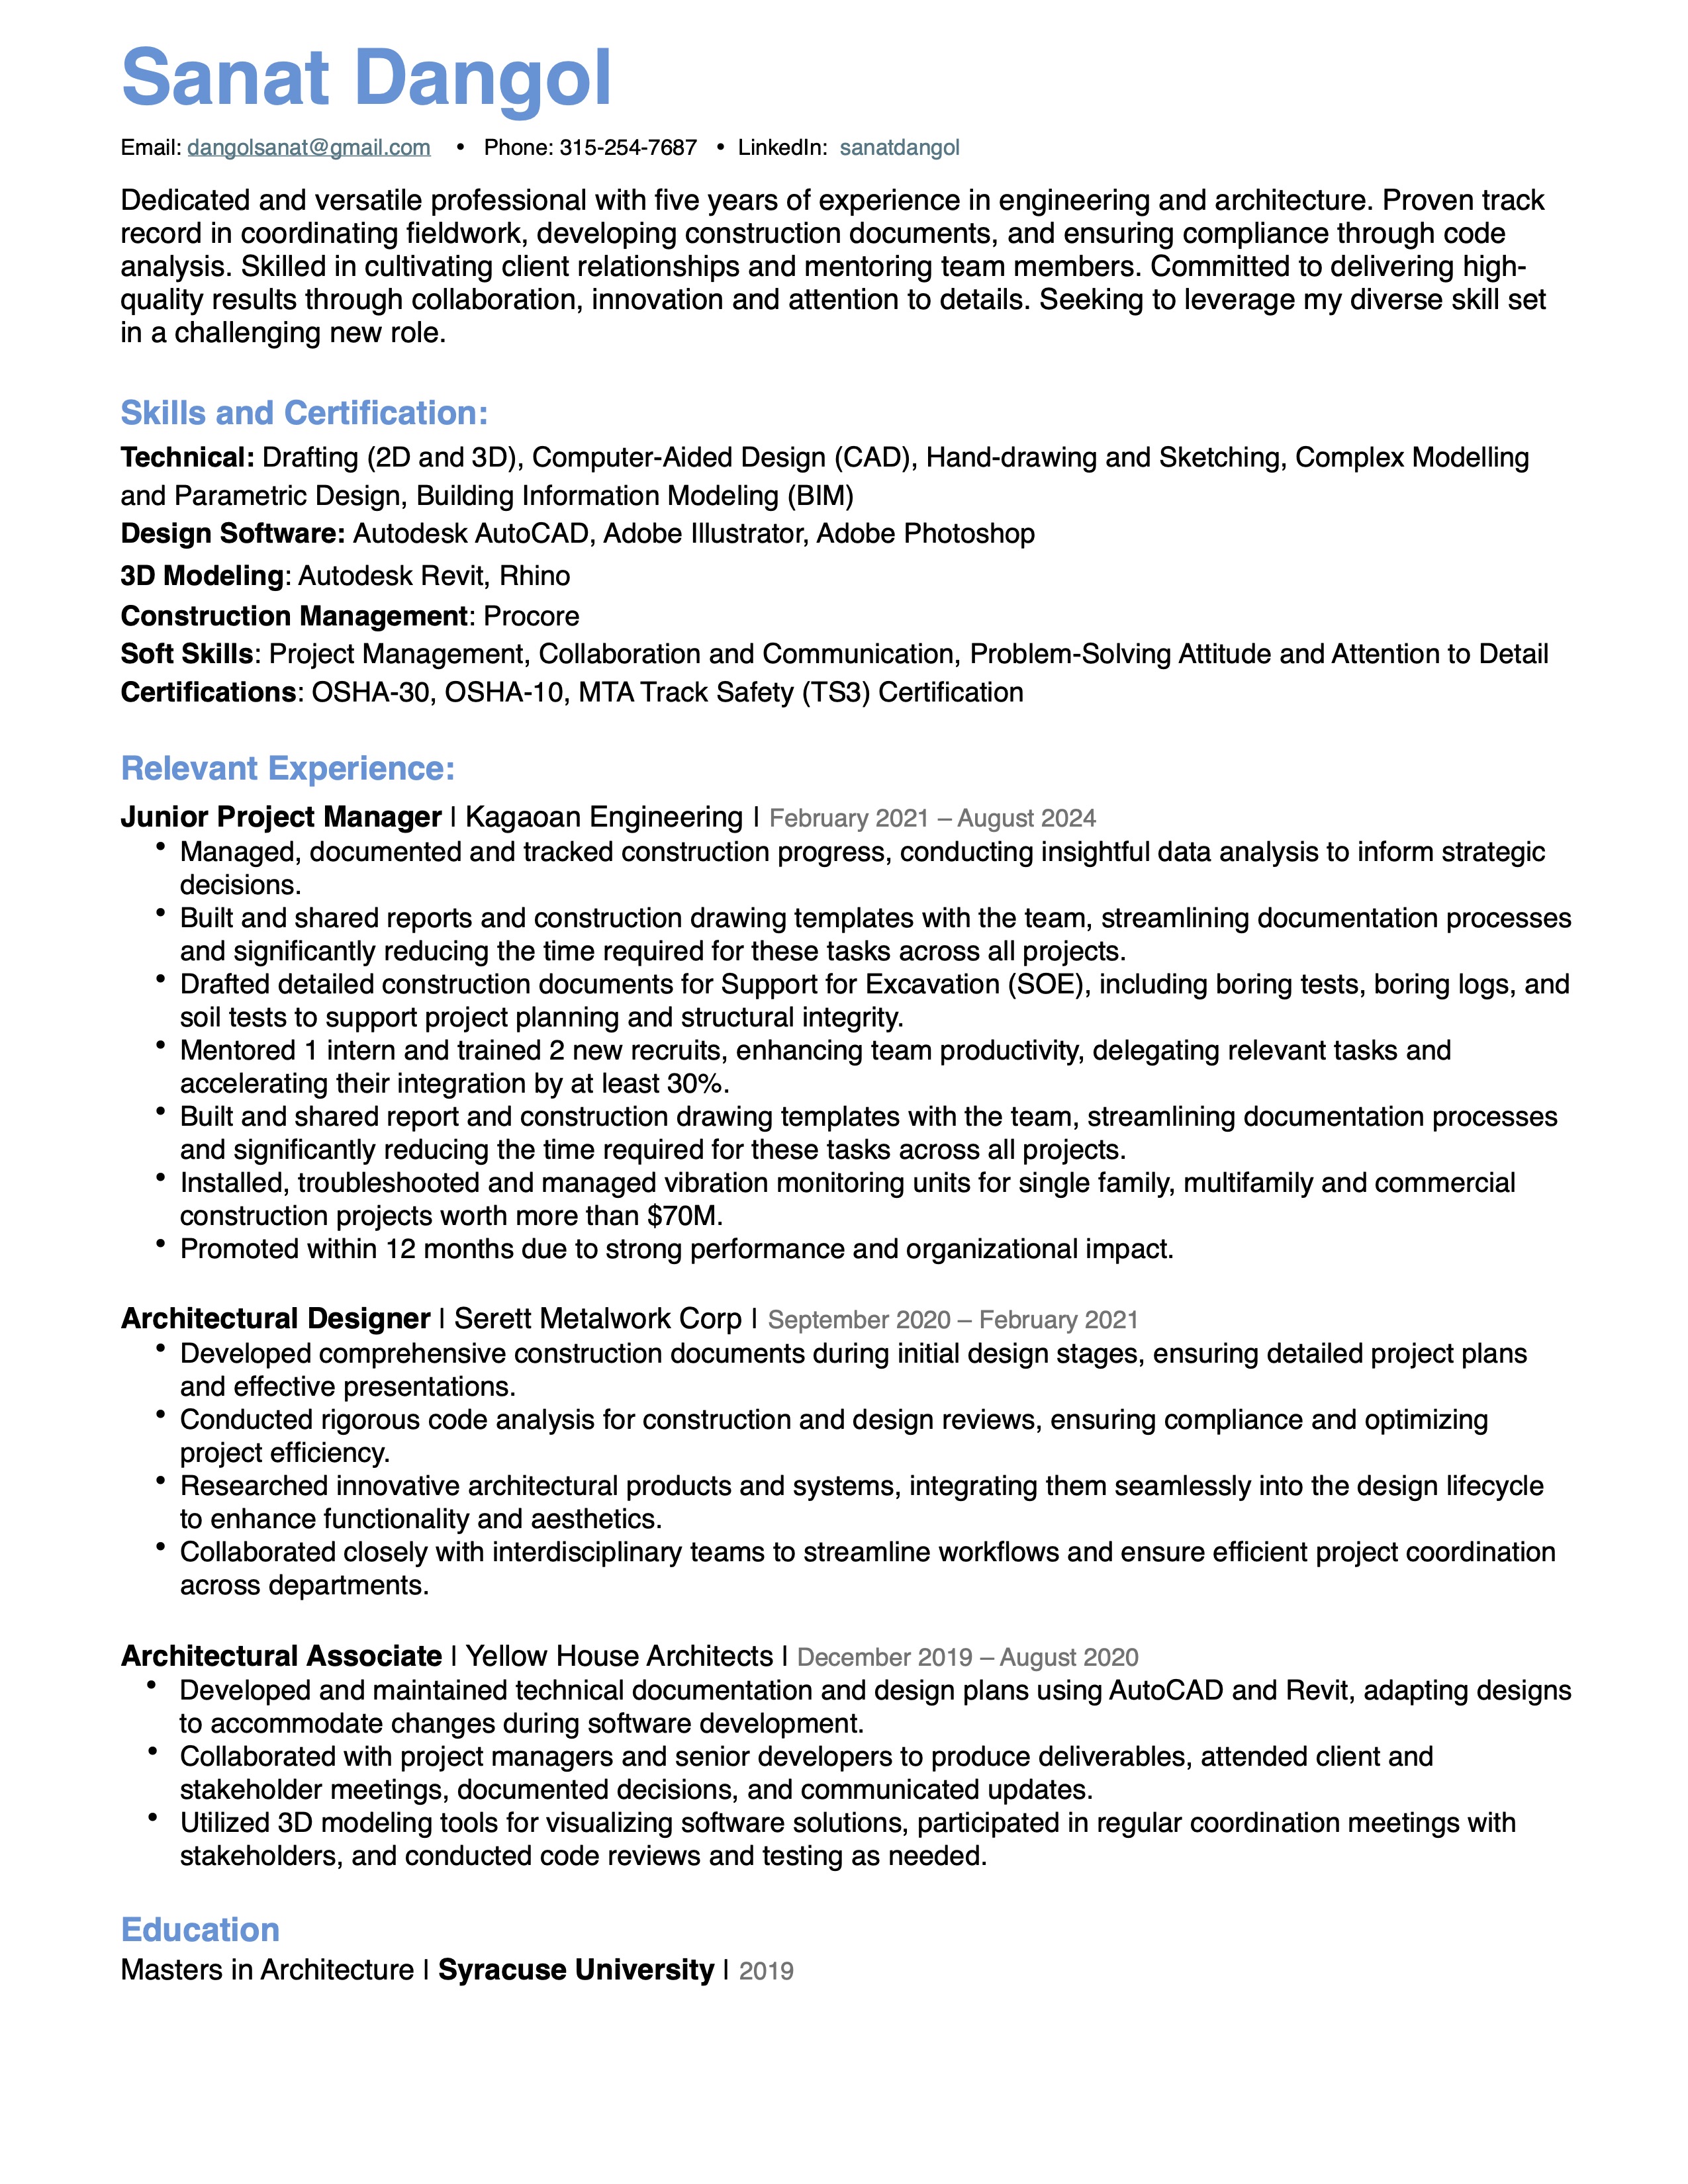 Sanat Dangol
Email: dangolsanat@gmail.com • Phone: 315-254-7687 • LinkedIn: sanatdangol
Dedicated and versatile professional with five years of experience in engineering and architecture. Proven track
record in coordinating fieldwork, developing construction documents, and ensuring compliance through code
analysis. Skilled in cultivating client relationships and mentoring team members. Committed to delivering high-
quality results through collaboration, innovation and attention to details. Seeking to leverage my diverse skill set
in a challenging new role.
Skills and Certification:
Technical: Drafting (2D and 3D), Computer-Aided Design (CAD), Hand-drawing and Sketching, Complex Modelling
and Parametric Design, Building Information Modeling (BIM)
Design Software: Autodesk AutoCAD, Adobe Illustrator, Adobe Photoshop
3D Modeling: Autodesk Revit, Rhino
Construction Management: Procore
Soft Skills: Project Management, Collaboration and Communication, Problem-Solving Attitude and Attention to Detail
Certifications: OSHA-30, OSHA-10, MTA Track Safety (TS3) Certification
Relevant Experience:
Junior Project Manager | Kagaoan Engineering | February 2021 – August 2024
• Managed, documented and tracked construction progress, conducting insightful data analysis to inform strategic
decisions.
• Built and shared reports and construction drawing templates with the team, streamlining documentation processes
and significantly reducing the time required for these tasks across all projects.
• Drafted detailed construction documents for Support for Excavation (SOE), including boring tests, boring logs, and
soil tests to support project planning and structural integrity.
• Mentored 1 intern and trained 2 new recruits, enhancing team productivity, delegating relevant tasks and
accelerating their integration by at least 30%.
• Built and shared report and construction drawing templates with the team, streamlining documentation processes
and significantly reducing the time required for these tasks across all projects.
• Installed, troubleshooted and managed vibration monitoring units for single family, multifamily and commercial
construction projects worth more than $70M.
• Promoted within 12 months due to strong performance and organizational impact.
Architectural Designer | Serett Metalwork Corp | September 2020 – February 2021
• Developed comprehensive construction documents during initial design stages, ensuring detailed project plans
and effective presentations.
• Conducted rigorous code analysis for construction and design reviews, ensuring compliance and optimizing
project efficiency.
• Researched innovative architectural products and systems, integrating them seamlessly into the design lifecycle
to enhance functionality and aesthetics.
• Collaborated closely with interdisciplinary teams to streamline workflows and ensure efficient project coordination
across departments.
Architectural Associate | Yellow House Architects | December 2019 – August 2020
• Developed and maintained technical documentation and design plans using AutoCAD and Revit, adapting designs
to accommodate changes during software development.
• Collaborated with project managers and senior developers to produce deliverables, attended client and
stakeholder meetings, documented decisions, and communicated updates.
• Utilized 3D modeling tools for visualizing software solutions, participated in regular coordination meetings with
stakeholders, and conducted code reviews and testing as needed.
Education
Masters in Architecture | Syracuse University | 2019